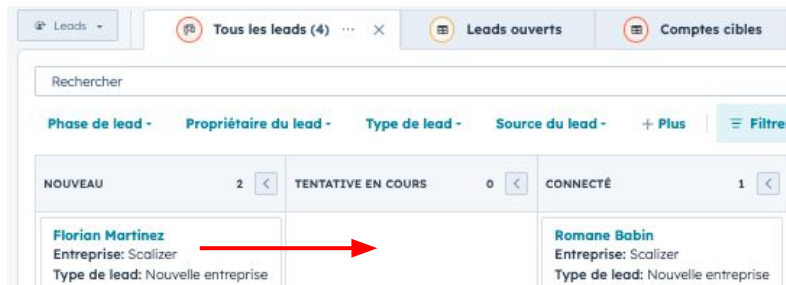 Leads
Tous les leads (4) ... X
Leads ouverts
Comptes cibles
Rechercher
Phase de lead
Propriétaire du lead
Type de lead
Source du lead
+ Plus
Filtre
NOUVEAU 2
TENTATIVE EN COURS 0
CONNECTÉ 1
Florian Martinez
Entreprise: Scalizer
Type de lead: Nouvelle entreprise
Romane Babin
Entreprise: Scalizer
Type de lead: Nouvelle entreprise